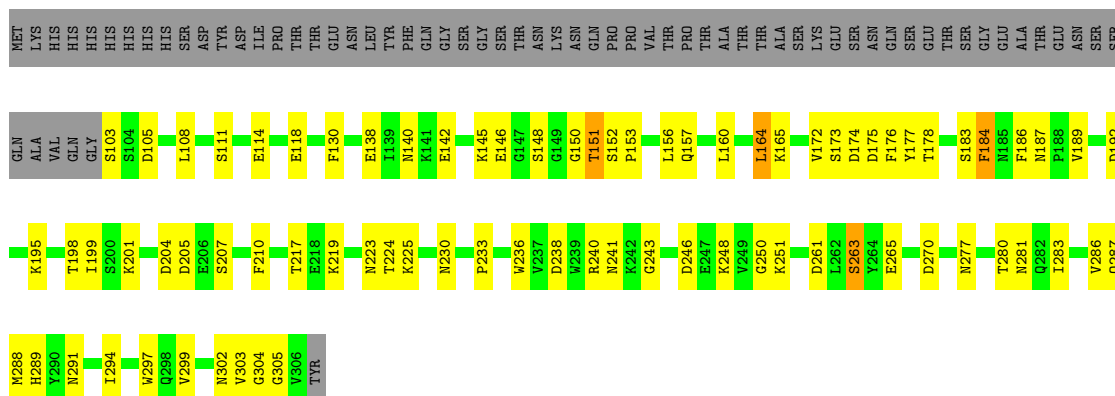 MET LYS HIS HIS HIS HIS HIS HIS SER ASP TYR ASP ILE PRO THR THR GLU ASN LEU TYR PHE GLN GLY SER GLY SER THR ASN LYS ASN GLN PRO PRO VAL THR PRO THR ALA THR THR ALA SER LYS GLU SER ASN GLN SER GLU THR SER GLY GLU ALA THR GLU ASN SER SER
GLN ALA VAL GLN GLY S103 S104 D105 L108 S111 E114 E118 F130 E138 I139 N140 K141 E142 K145 E146 G147 S148 G149 G150 T151 S152 P153 L156 Q157 L160 L164 K165 V172 S173 D174 D175 F176 Y177 T178 S183 F184 N185 F186 N187 P188 V189 D192
K195 T198 I199 S200 K201 D204 D205 E206 S207 F210 T217 E218 K219 N223 T224 K225 N230 P233 W236 V237 D238 W239 R240 N241 K242 G243 D246 E247 K248 V249 G250 K251 D261 L262 S263 Y264 E265 D270 N277 T280 N281 Q282 I283 V286
M288 H289 Y290 N291 I294 W297 Q298 V299 N302 V303 G304 G305 V306 TYR